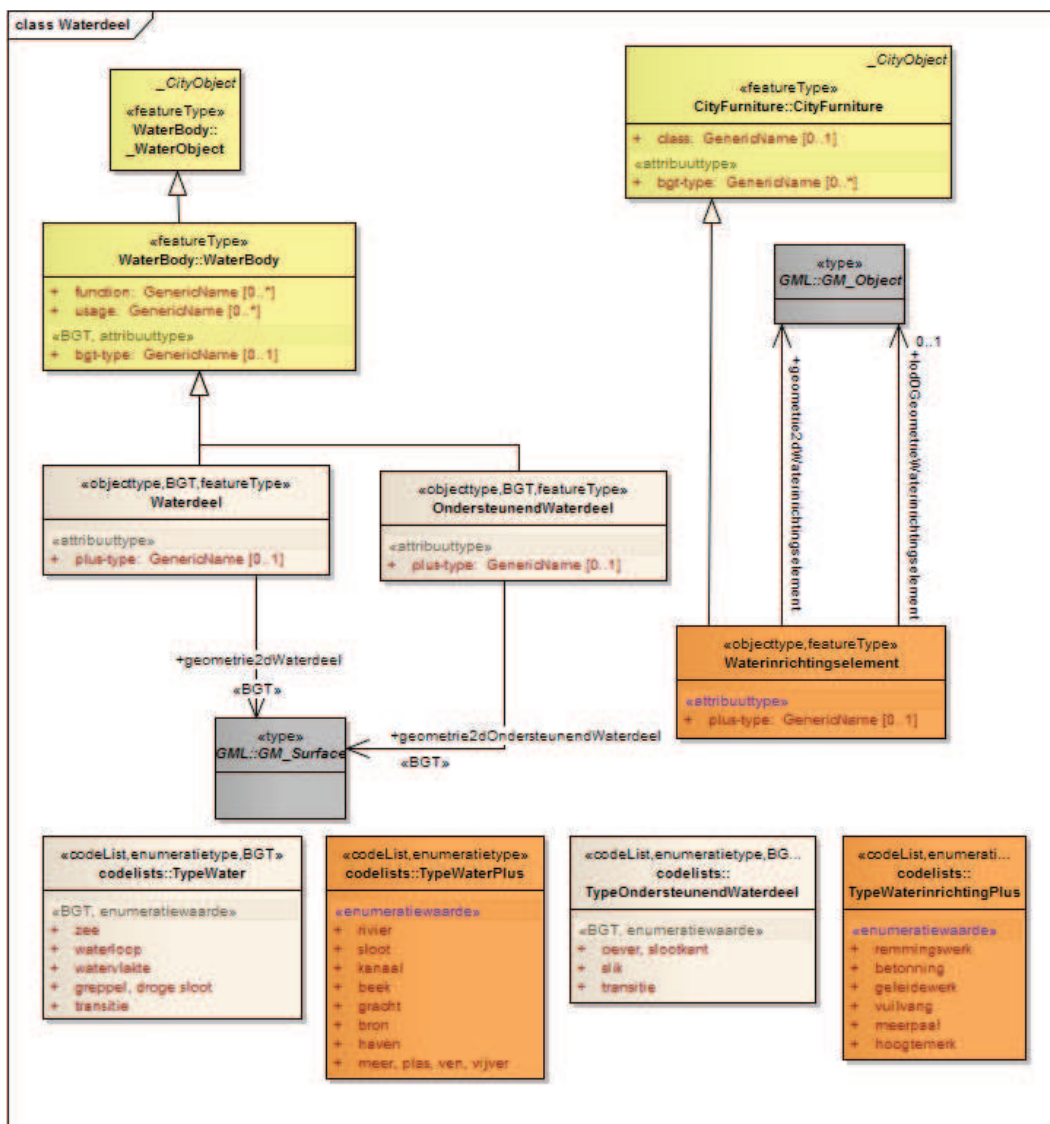 class Waterdeel
_CityObject
«featureType»
WaterBody::
_WaterObject
_CityObject
«featureType»
CityFurniture::CityFurniture
+ class: GenericName [0..1]
«attribuuttype»
+ bgt-type: GenericName [0..*]
«featureType»
WaterBody::WaterBody
+ function: GenericName [0..*]
+ usage: GenericName [0..*]
«BGT, attribuuttype»
+ bgt-type: GenericName [0..1]
«type»
GML::GM_Object
0..1
+geometrie2dWaterinrichtingselement
+lod0GeometrieWaterinrichtingselement
«objecttype,BGT,featureType»
Waterdeel
«attribuuttype»
+ plus-type: GenericName [0..1]
«objecttype,BGT,featureType»
OndersteunendWaterdeel
«attribuuttype»
+ plus-type: GenericName [0..1]
«objecttype,featureType»
Waterinrichtingselement
«attribuuttype»
+ plus-type: GenericName [0..1]
+geometrie2dWaterdeel
«BGT»
«type»
GML::GM_Surface
+geometrie2dOndersteunendWaterdeel
«BGT»
«codeList,enumeratietype,BGT»
codelists::TypeWater
«BGT, enumeratiewaarde»
+ zee
+ waterloop
+ watervlakte
+ greppel, droge sloot
+ transitie
«codeList,enumeratietype»
codelists::TypeWaterPlus
«enumeratiewaarde»
+ rivier
+ sloot
+ kanaal
+ beek
+ gracht
+ bron
+ haven
+ meer, plas, ven, vijver
«codeList,enumeratietype,BG...
codelists::
TypeOndersteunendWaterdeel
«BGT, enumeratiewaarde»
+ oever, slootkant
+ slik
+ transitie
«codeList,enumerati...
codelists::
TypeWaterinrichtingPlus
«enumeratiewaarde»
+ remmingswerk
+ betonning
+ geleidewerk
+ vuilvang
+ meerpaal
+ hoogtemerk